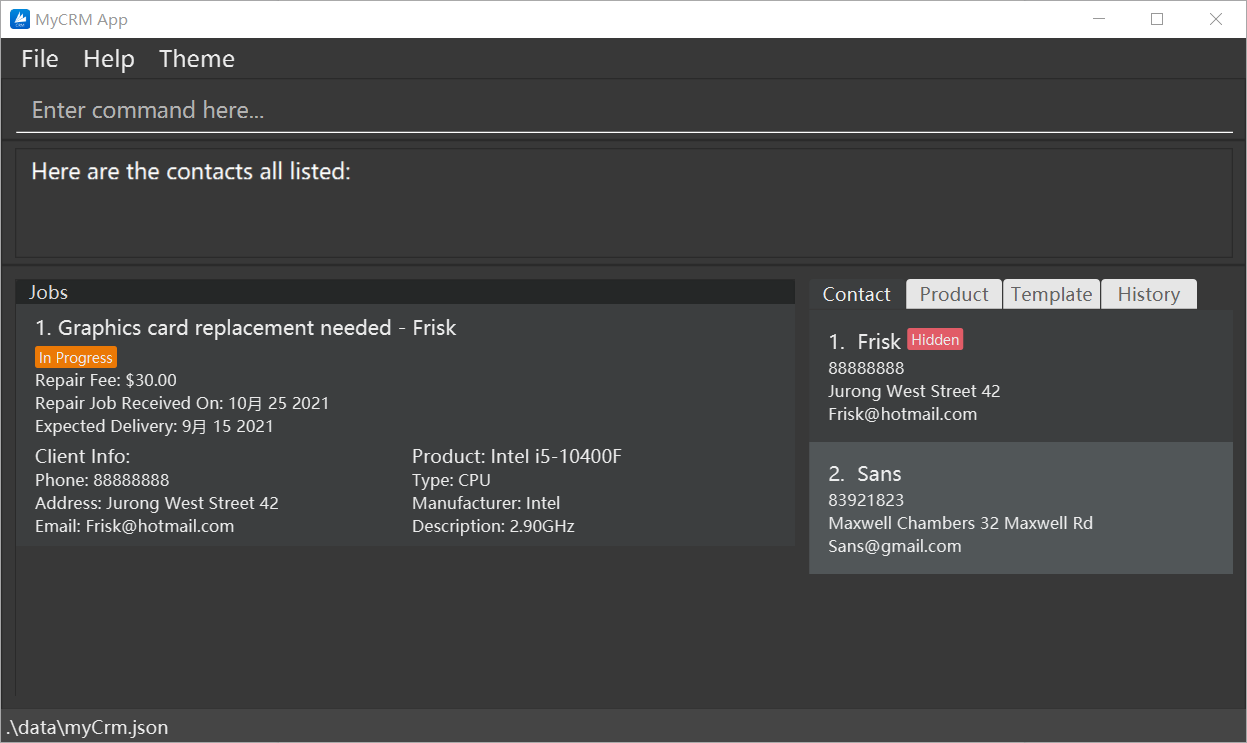 MyCRM App
File Help Theme
Enter command here...
Here are the contacts all listed:
Jobs
1. Graphics card replacement needed - Frisk
In Progress
Repair Fee: $30.00
Repair Job Received On: 10月 25 2021
Expected Delivery: 9月 15 2021
Client Info:
Phone: 88888888
Address: Jurong West Street 42
Email: Frisk@hotmail.com
Product: Intel i5-10400F
Type: CPU
Manufacturer: Intel
Description: 2.90GHz
Contact Product Template History
1. Frisk Hidden
88888888
Jurong West Street 42
Frisk@hotmail.com
2. Sans
83921823
Maxwell Chambers 32 Maxwell Rd
Sans@gmail.com
.\data\myCrm.json